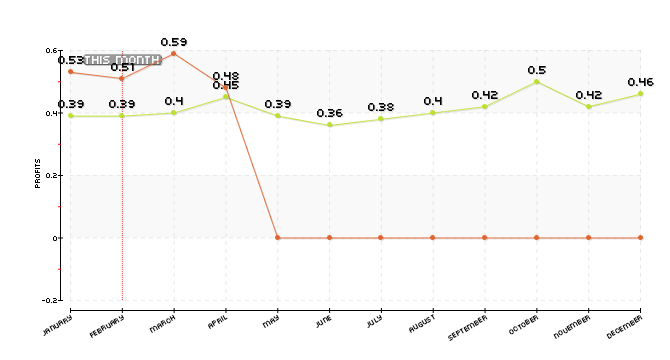 0.59
0.6
0.53
THIS MONTH
0.51
0.48
0.45
0.5
0.46
0.39
0.39
0.4
0.39
0.36
0.38
0.4
0.42
0.42
0.4
0.2
0
-0.2
PROFITS
JANUARY
FEBRUARY
MARCH
APRIL
MAY
JUNE
JULY
AUGUST
SEPTEMBER
OCTOBER
NOVEMBER
DECEMBER